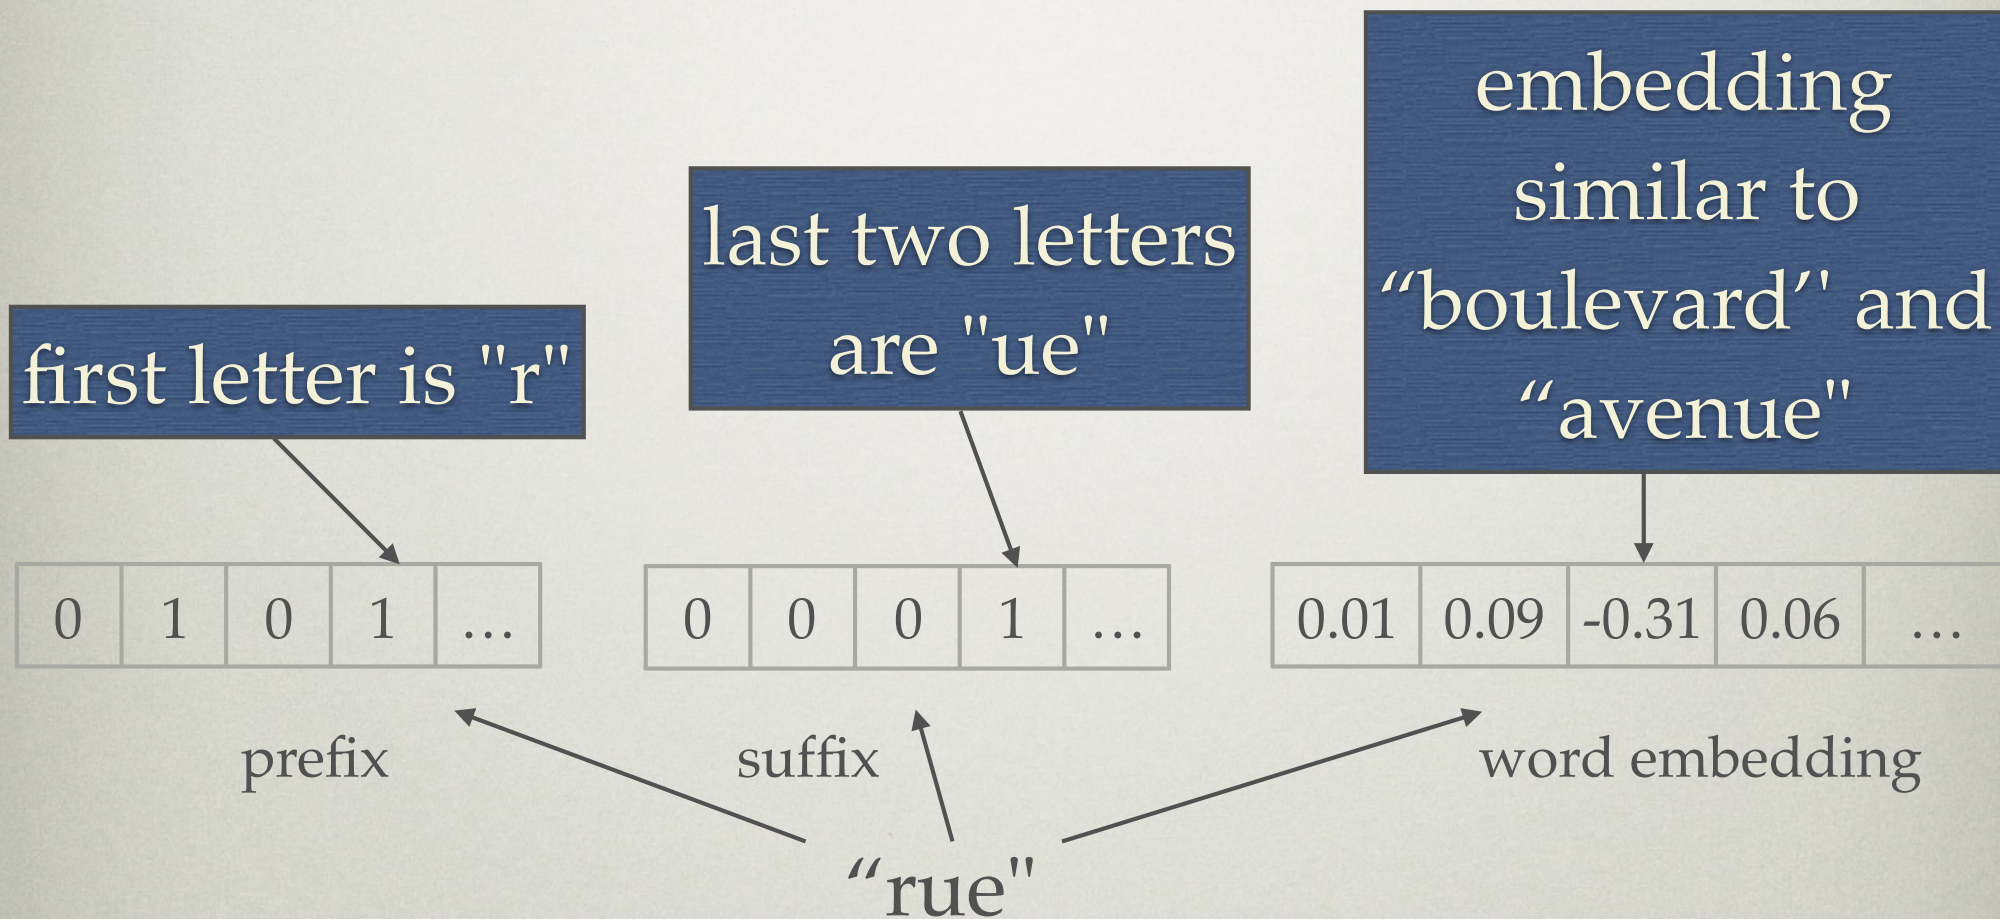 first letter is "r"
last two letters
are "ue"
embedding
similar to
“boulevard’' and
“avenue"
0 1 0 1 …
0 0 0 1 …
0.01 0.09 -0.31 0.06 …
prefix
suffix
word embedding
“rue"